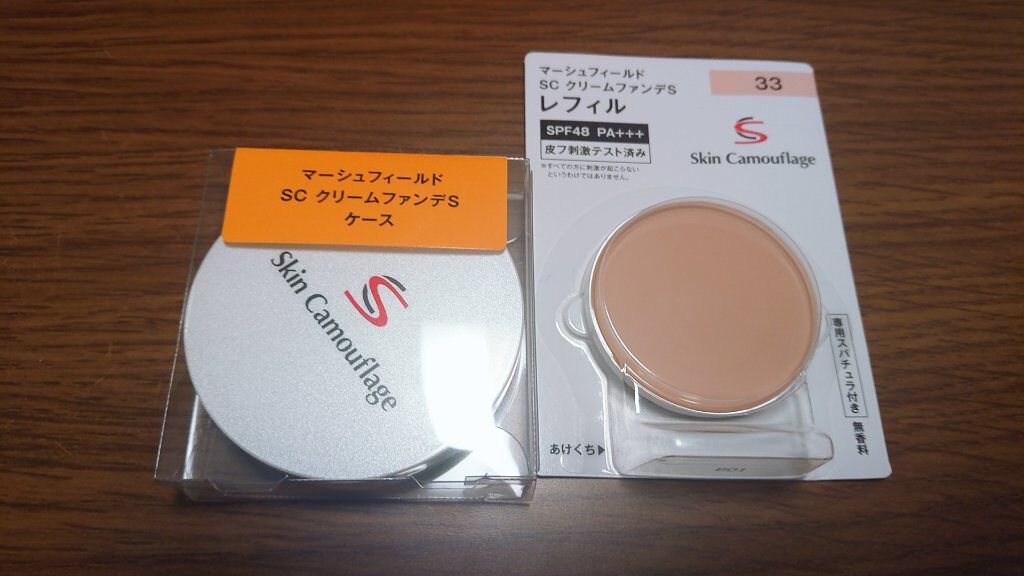 マーシュフィールド
SC クリームファンデS
ケース
Skin Camouflage
マーシュフィールド
SC クリームファンデS
レフィル
SPF48 PA+++
皮フ刺激テスト済み
※すべての方に刺激が起こらない
というわけではありません。
33
Skin Camouflage
専用スパチュラ付き
無香料
あけくち▶